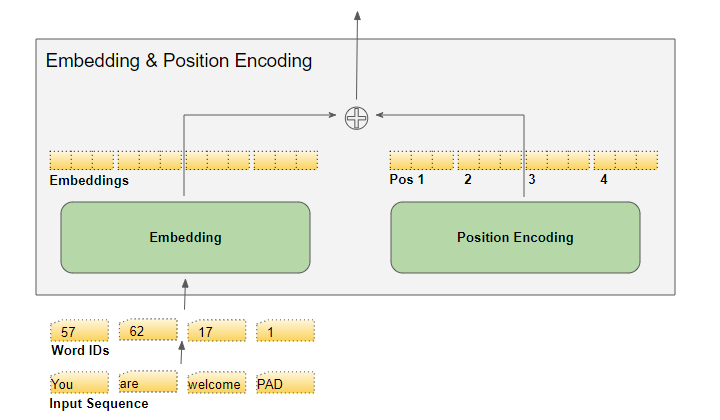 Embedding & Position Encoding
Embeddings
Pos 1 2 3 4
Embedding
Position Encoding
57 62 17 1
Word IDs
You are welcome PAD
Input Sequence